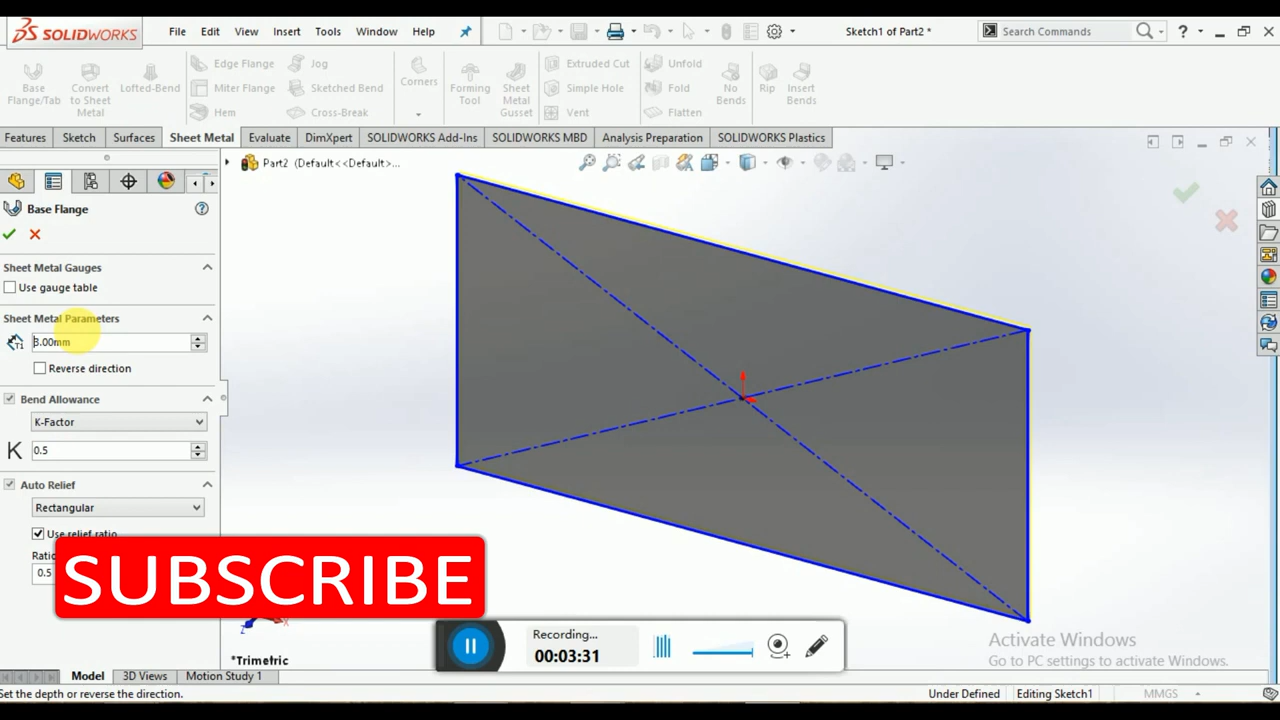 SOLIDWORKS
File Edit View Insert Tools Window Help
Sketch1 of Part2 *
Search Commands
Base Flange/Tab
Convert to Sheet Metal
Lofted-Bend
Edge Flange
Miter Flange
Hem
Jog
Sketched Bend
Cross-Break
Corners
Forming Tool
Sheet Metal Gusset
Extruded Cut
Simple Hole
Vent
Unfold
Fold
Flatten
No Bends
Rip
Insert Bends
Features Sketch Surfaces Sheet Metal Evaluate DimXpert SOLIDWORKS Add-Ins SOLIDWORKS MBD Analysis Preparation SOLIDWORKS Plastics
Part2 (Default<<Default>...
Base Flange
Sheet Metal Gauges
Use gauge table
Sheet Metal Parameters
T1 3.00mm
Reverse direction
Bend Allowance
K-Factor
K 0.5
Auto Relief
Rectangular
Use relief ratio
0.5
SUBSCRIBE
Recording...
00:03:31
Z X
*Trimetric
Activate Windows
Go to PC settings to activate Windows.
Model 3D Views Motion Study 1
Set the depth or reverse the direction.
Under Defined Editing Sketch1 MMGS